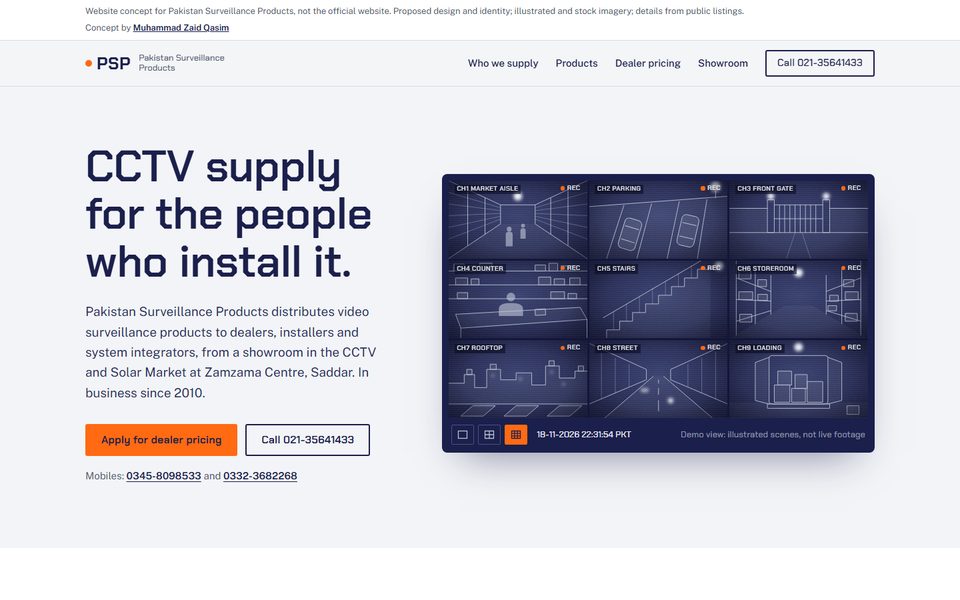 Website concept for Pakistan Surveillance Products, not the official website. Proposed design and identity; illustrated and stock imagery; details from public listings.
Concept by Muhammad Zaid Qasim
PSP
Pakistan Surveillance
Products
Who we supply
Products
Dealer pricing
Showroom
Call 021-35641433
CCTV supply
for the people
who install it.
Pakistan Surveillance Products distributes video
surveillance products to dealers, installers and
system integrators, from a showroom in the CCTV
and Solar Market at Zamzama Centre, Saddar. In
business since 2010.
Apply for dealer pricing
Call 021-35641433
Mobiles: 0345-8098533 and 0332-3682268
CH1 MARKET AISLE
REC
CH2 PARKING
REC
CH3 FRONT GATE
REC
CH4 COUNTER
REC
CH5 STAIRS
REC
CH6 STOREROOM
REC
CH7 ROOFTOP
REC
CH8 STREET
REC
CH9 LOADING
REC
18-11-2026 22:31:54 PKT
Demo view: illustrated scenes, not live footage